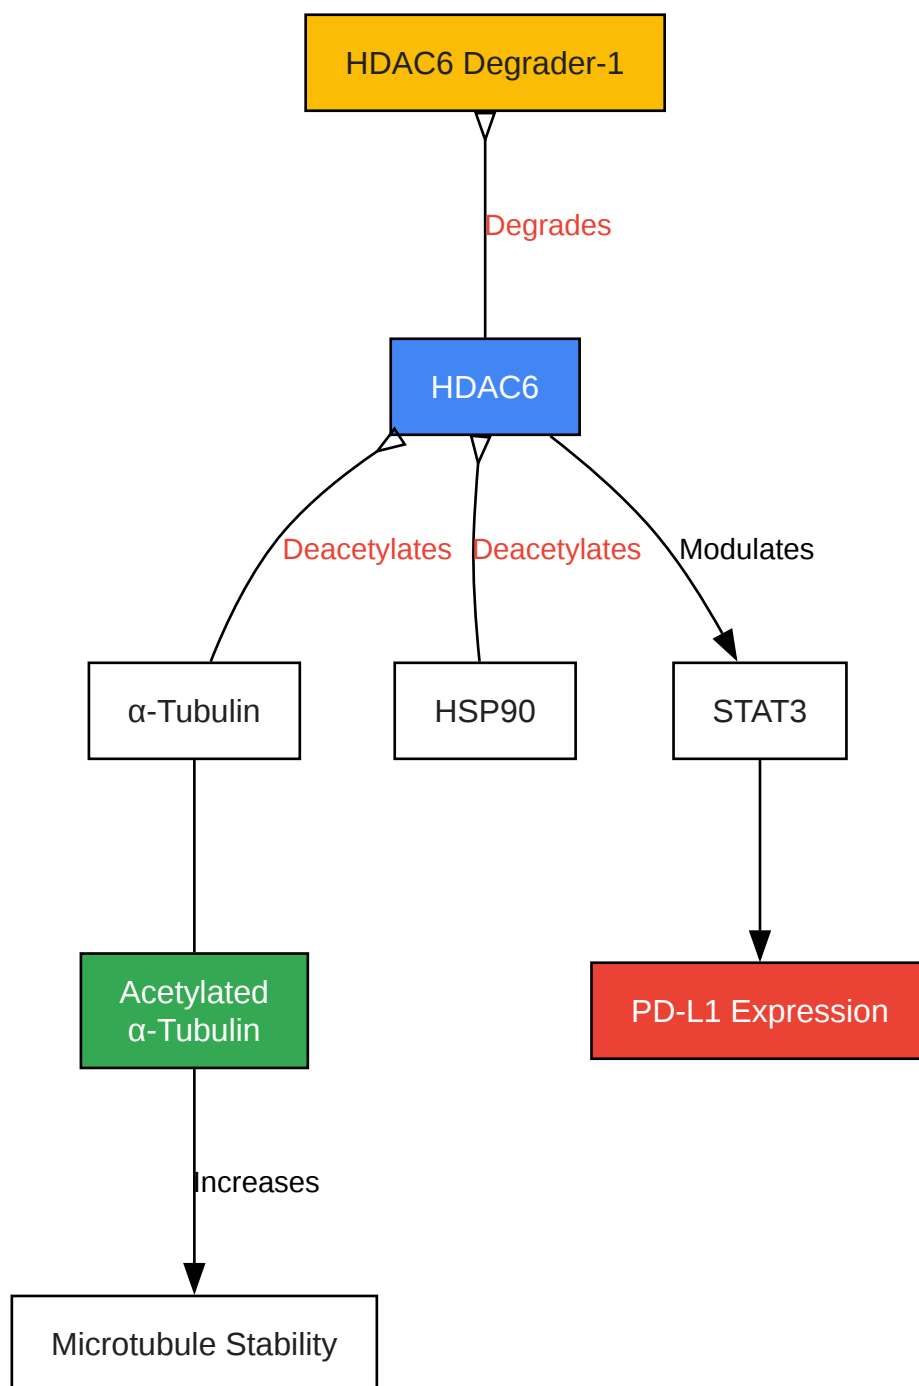 HDAC6 Degrader-1
Degrades
HDAC6
Deacetylates
Deacetylates
Modulates
α-Tubulin
HSP90
STAT3
Acetylated
α-Tubulin
PD-L1 Expression
Increases
Microtubule Stability